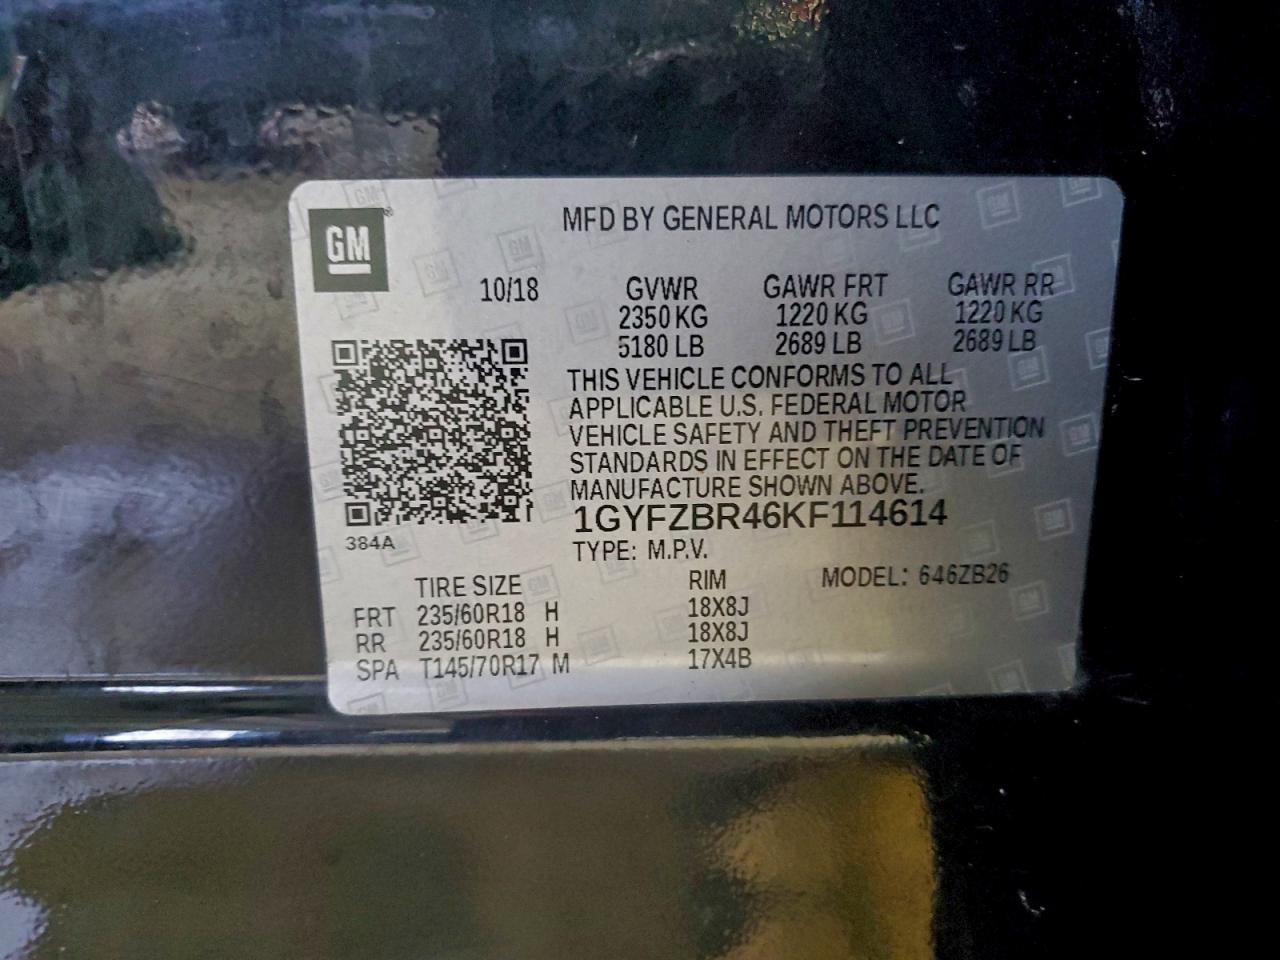 GM
MFD BY GENERAL MOTORS LLC
10/18 GVWR GAWR FRT GAWR RR
2350 KG 1220 KG 1220 KG
5180 LB 2689 LB 2689 LB
THIS VEHICLE CONFORMS TO ALL
APPLICABLE U.S. FEDERAL MOTOR
VEHICLE SAFETY AND THEFT PREVENTION
STANDARDS IN EFFECT ON THE DATE OF
MANUFACTURE SHOWN ABOVE.
1GYFZBR46KF114614
384A
TYPE: M.P.V.
TIRE SIZE RIM MODEL: 646ZB26
FRT 235/60R18 H 18X8J
RR 235/60R18 H 18X8J
SPA T145/70R17 M 17X4B